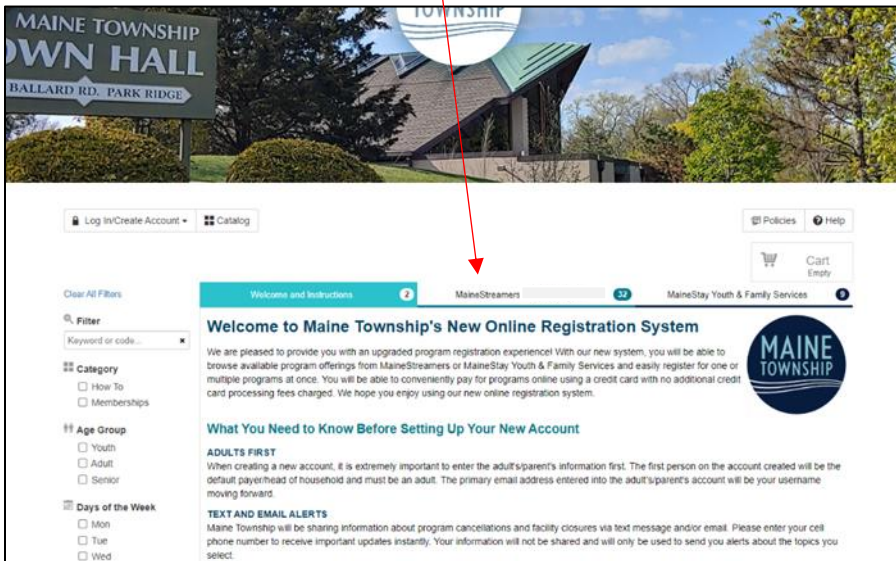 TOWNSHIP
MAINE TOWNSHIP
OWN HALL
BALLARD RD. PARK RIDGE
Log In/Create Account
Catalog
Policies
Help
Cart
Empty
Clear All Filters
Welcome and Instructions 2
MaineStreamers 32
MaineStay Youth & Family Services 9
Filter
Keyword or code...
Category
How To
Memberships
Age Group
Youth
Adult
Senior
Days of the Week
Mon
Tue
Wed
Welcome to Maine Township's New Online Registration System
MAINE
TOWNSHIP
We are pleased to provide you with an upgraded program registration experience! With our new system, you will be able to
browse available program offerings from MaineStreamers or MaineStay Youth & Family Services and easily register for one or
multiple programs at once. You will be able to conveniently pay for programs online using a credit card with no additional credit
card processing fees charged. We hope you enjoy using our new online registration system.
What You Need to Know Before Setting Up Your New Account
ADULTS FIRST
When creating a new account, it is extremely important to enter the adult's/parent's information first. The first person on the account created will be the
default payer/head of household and must be an adult. The primary email address entered into the adult's/parent's account will be your username
moving forward.
TEXT AND EMAIL ALERTS
Maine Township will be sharing information about program cancellations and facility closures via text message and/or email. Please enter your cell
phone number to receive important updates instantly. Your information will not be shared and will only be used to send you alerts about the topics you
select.